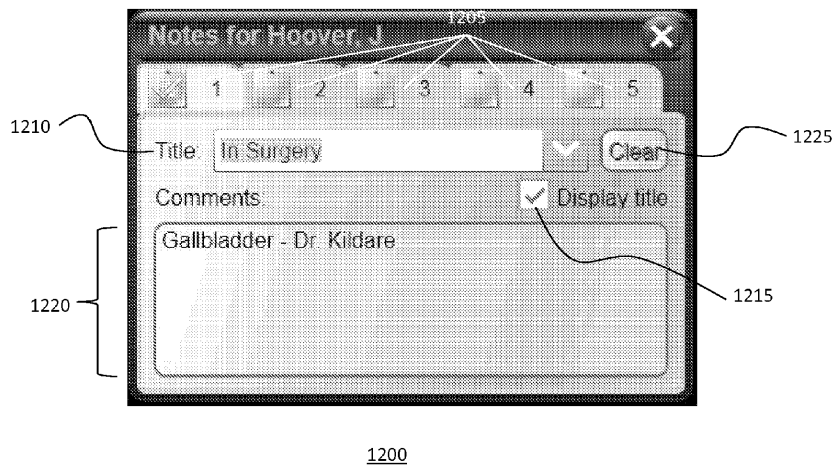 1205
Notes for Hoover, J
1 2 3 4 5
1210
Title: In Surgery Clear
1225
Comments Display title
Gallbladder - Dr. Kildare
1220
1215
1200